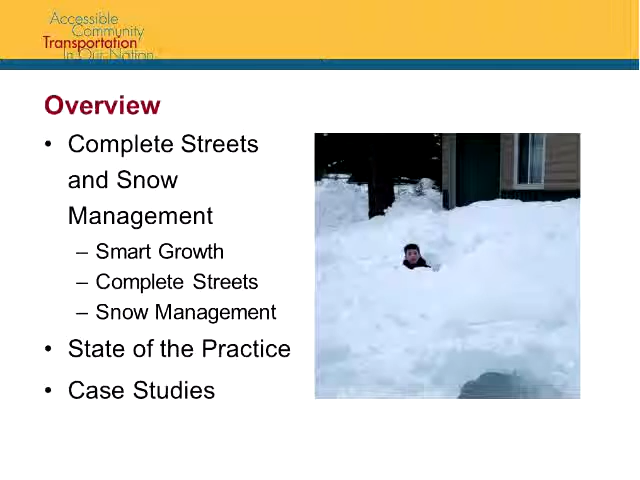 Accessible
Community
Transportation
In Our Nation
Overview
• Complete Streets
and Snow
Management
– Smart Growth
– Complete Streets
– Snow Management
• State of the Practice
• Case Studies